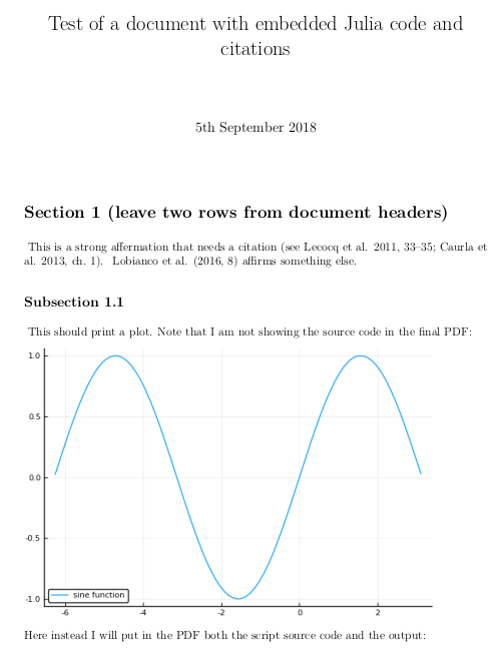 Test of a document with embedded Julia code and
citations
5th September 2018
Section 1 (leave two rows from document headers)
This is a strong affermation that needs a citation (see Lecocq et al. 2011, 33–35; Caurla et
al. 2013, ch. 1). Lobianco et al. (2016, 8) affirms something else.
Subsection 1.1
This should print a plot. Note that I am not showing the source code in the final PDF:
1.0
0.5
0.0
-0.5
-1.0
sine function
-6 -4 -2 0 2
Here instead I will put in the PDF both the script source code and the output: